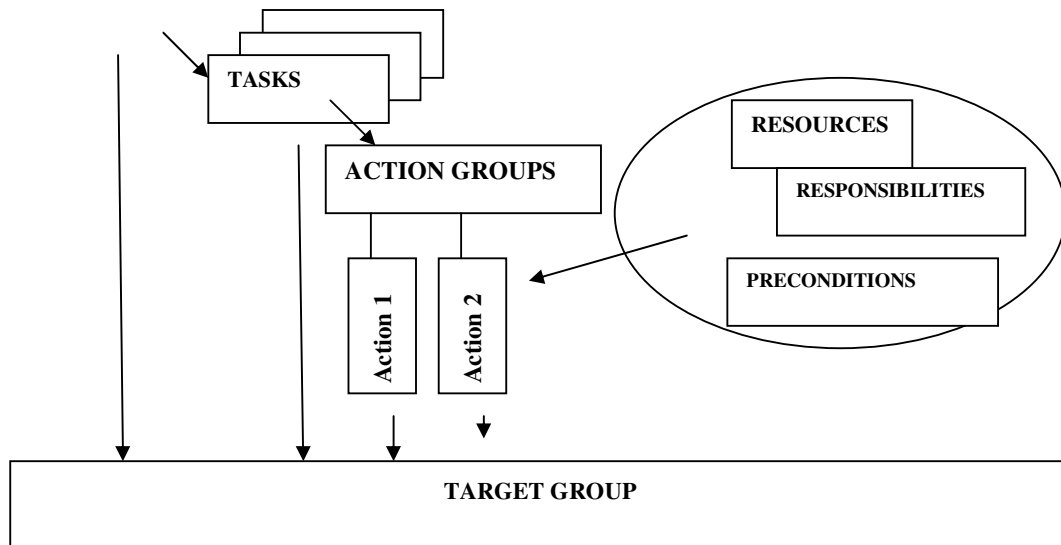 TASKS
RESOURCES
ACTION GROUPS
RESPONSIBILITIES
PRECONDITIONS
Action 1
Action 2
TARGET GROUP